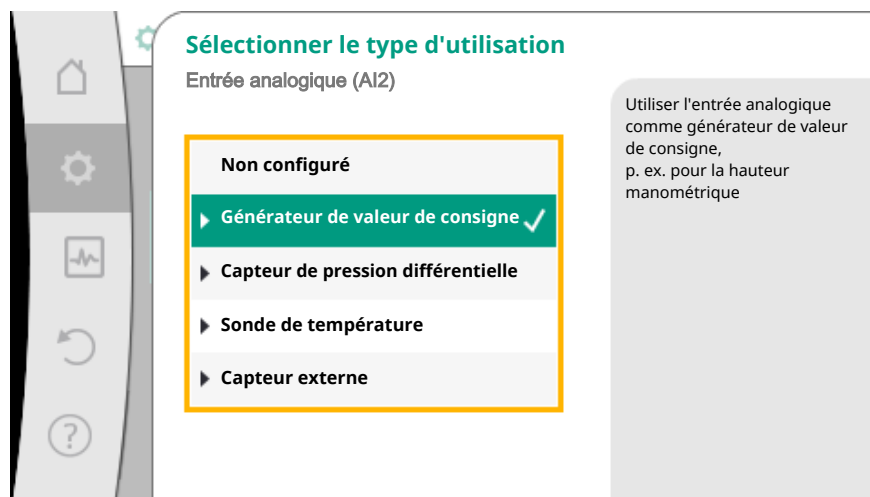 Sélectionner le type d'utilisation
Entrée analogique (AI2)
Non configuré
Générateur de valeur de consigne
Capteur de pression différentielle
Sonde de température
Capteur externe
Utiliser l'entrée analogique
comme générateur de valeur
de consigne,
p. ex. pour la hauteur
manométrique
?